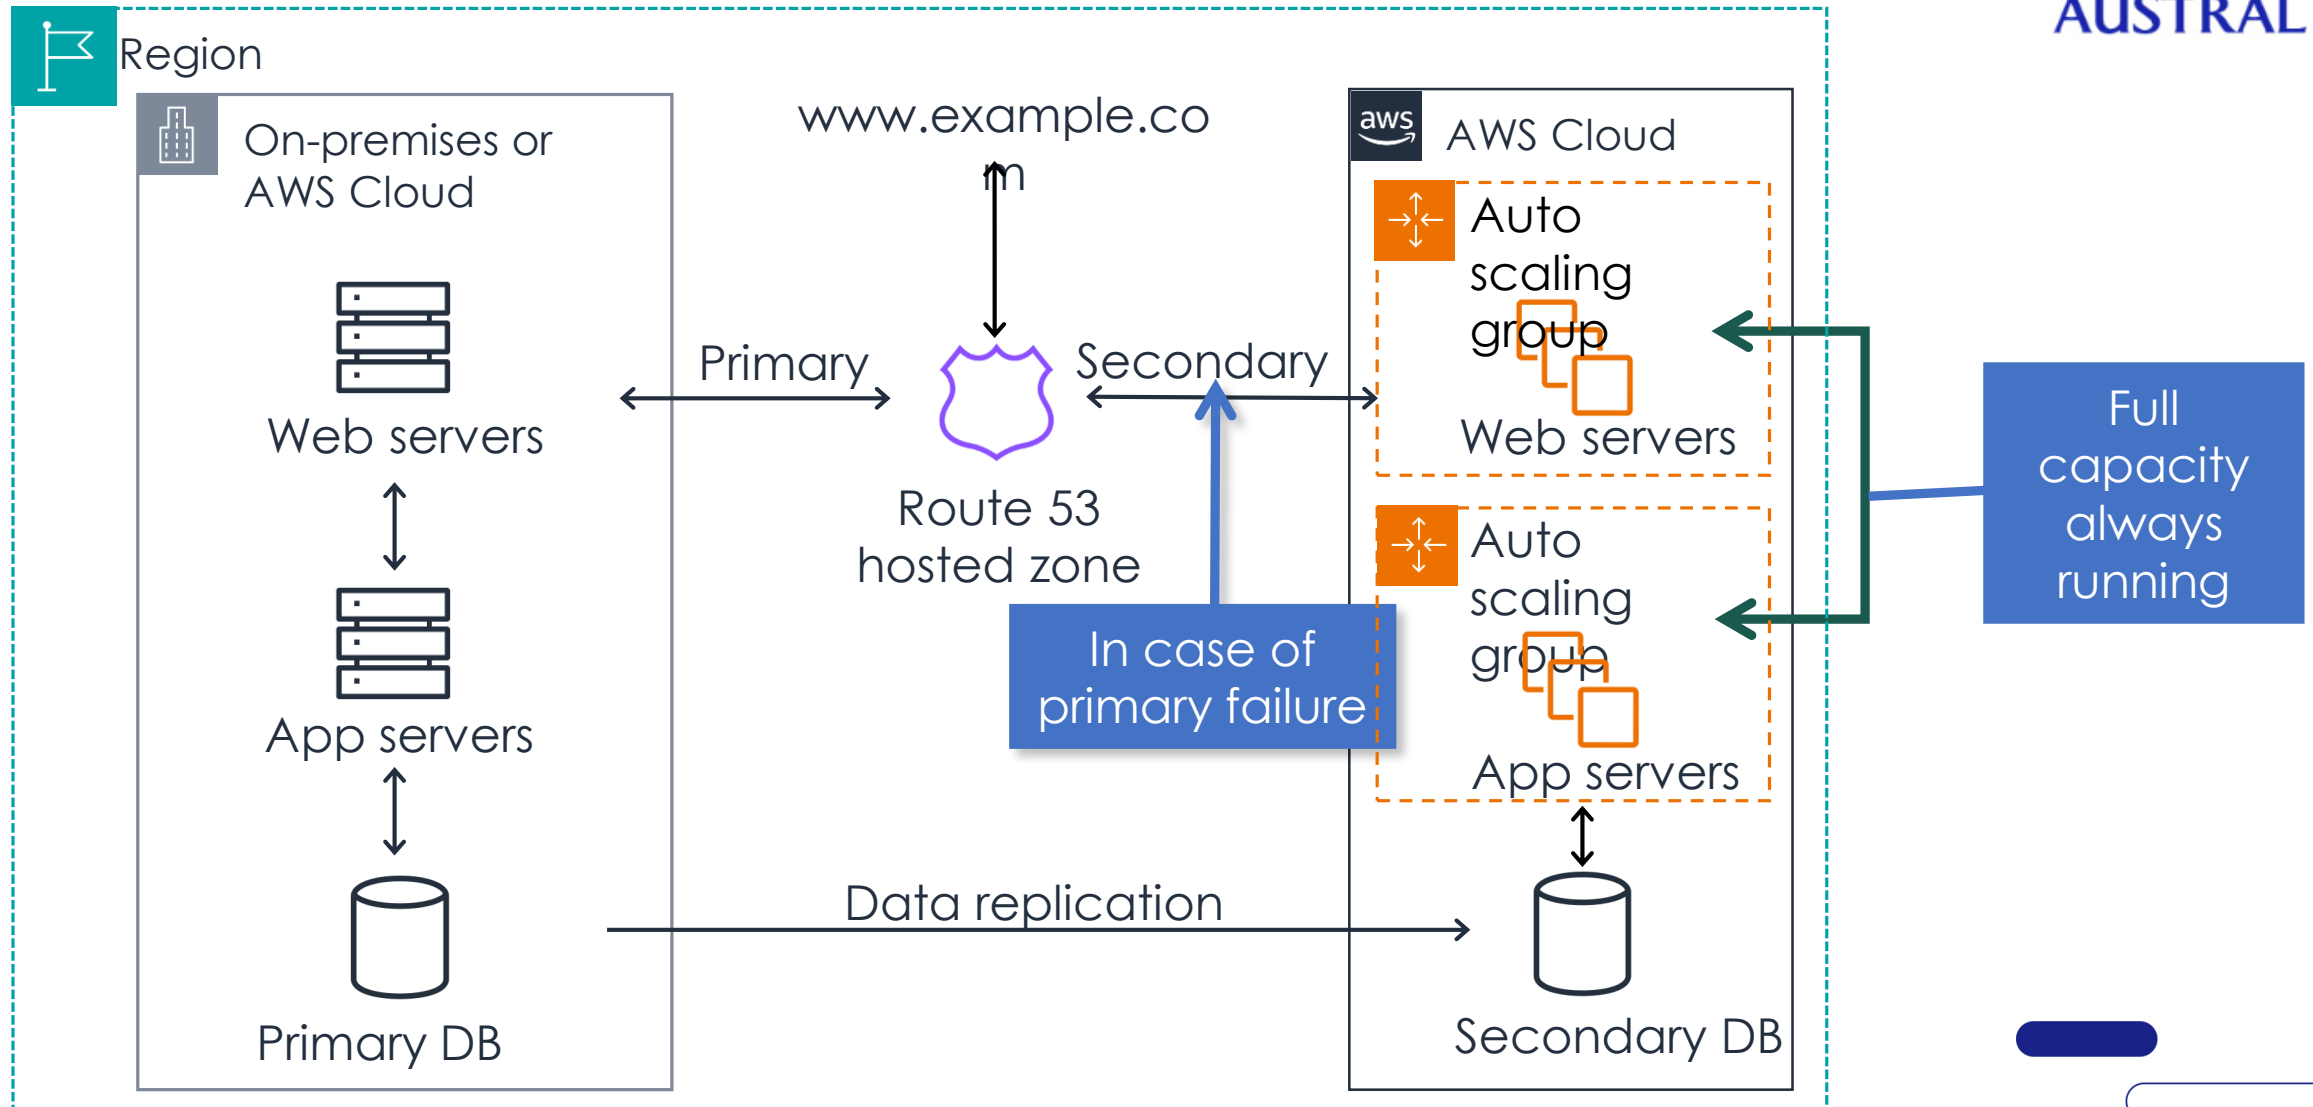 AUSTRAL
Region
On-premises or
AWS Cloud
www.example.co
m
aws
AWS Cloud
Auto
scaling
group
Web servers
Primary
Secondary
Web servers
Full
capacity
always
running
Route 53
hosted zone
Auto
scaling
group
In case of
primary failure
App servers
App servers
Data replication
Primary DB
Secondary DB